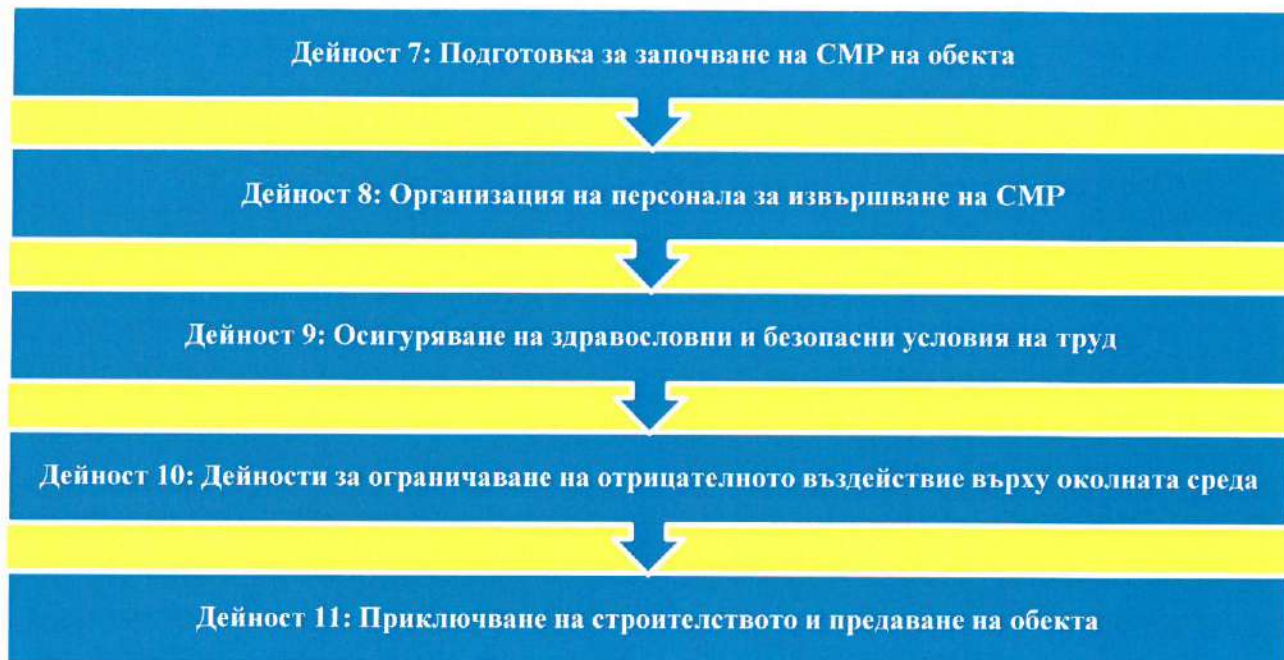 Дейност 7: Подготовка за започване на СМР на обекта
Дейност 8: Организация на персонала за извършване на СМР
Дейност 9: Осигуряване на здравословни и безопасни условия на труд
Дейност 10: Дейности за ограничаване на отрицателното въздействие върху околната среда
Дейност 11: Приключване на строителството и предаване на обекта